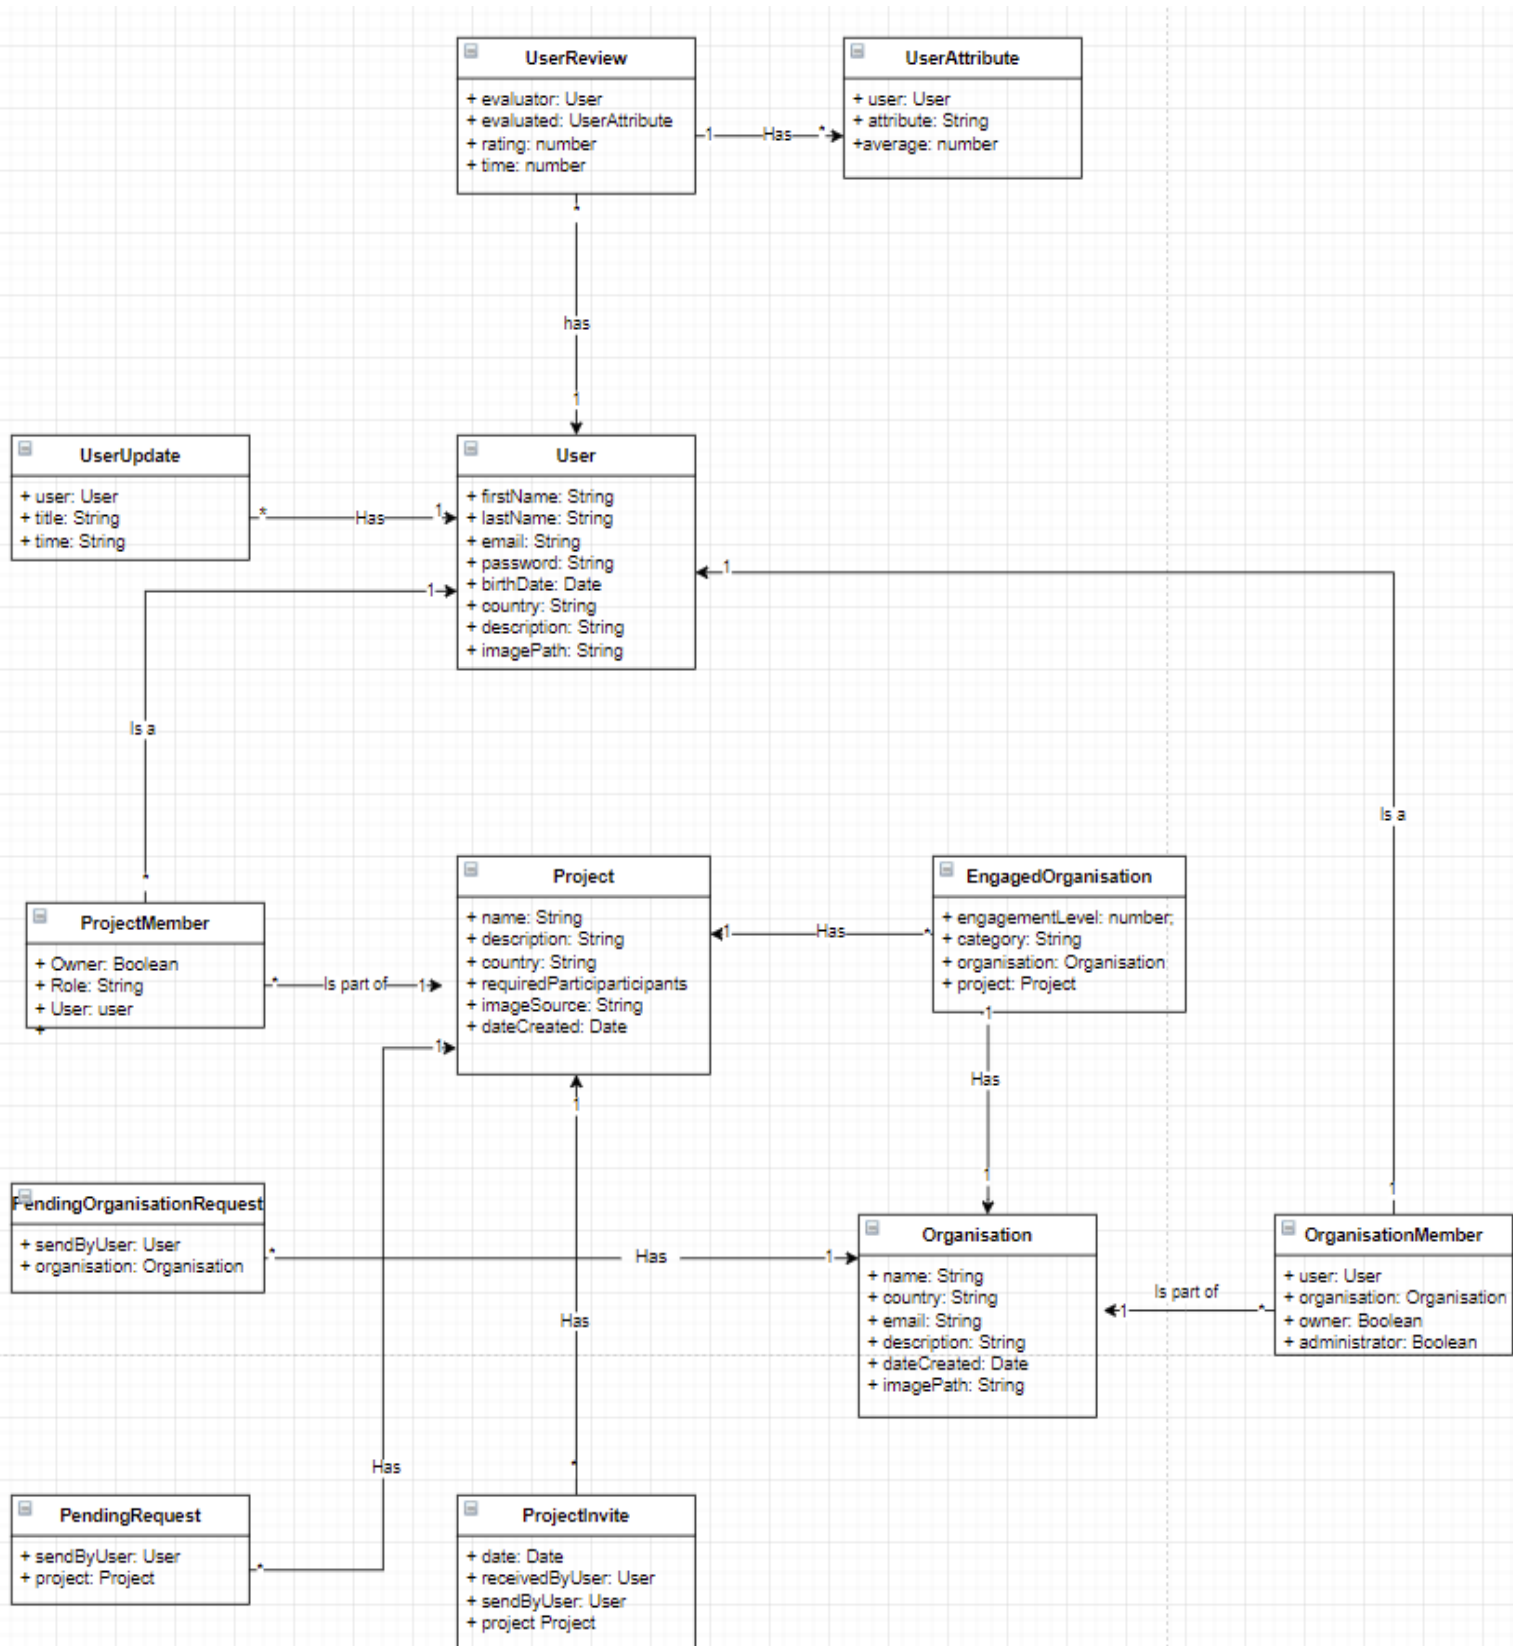 UserReview
+ evaluator: User
+ evaluated: UserAttribute
+ rating: number
+ time: number
1
Has
*
UserAttribute
+ user: User
+ attribute: String
+average: number
*
has
1
UserUpdate
+ user: User
+ title: String
+ time: String
*
Has
1
User
+ firstName: String
+ lastName: String
+ email: String
+ password: String
+ birthDate: Date
+ country: String
+ description: String
+ imagePath: String
1
1
Is a
*
Is a
1
ProjectMember
+ Owner: Boolean
+ Role: String
+ User: user
+
*
Is part of
1
Project
+ name: String
+ description: String
+ country: String
+ requiredParticiparticipants
+ imageSource: String
+ dateCreated: Date
1
Has
*
EngagedOrganisation
+ engagementLevel: number;
+ category: String
+ organisation: Organisation
+ project: Project
1
Has
1
1
1
PendingOrganisationRequest
+ sendByUser: User
+ organisation: Organisation
*
Has
1
Organisation
+ name: String
+ country: String
+ email: String
+ description: String
+ dateCreated: Date
+ imagePath: String
1
Is part of
*
OrganisationMember
+ user: User
+ organisation: Organisation
+ owner: Boolean
+ administrator: Boolean
Has
*
Has
PendingRequest
+ sendByUser: User
+ project: Project
*
ProjectInvite
+ date: Date
+ receivedByUser: User
+ sendByUser: User
+ project Project